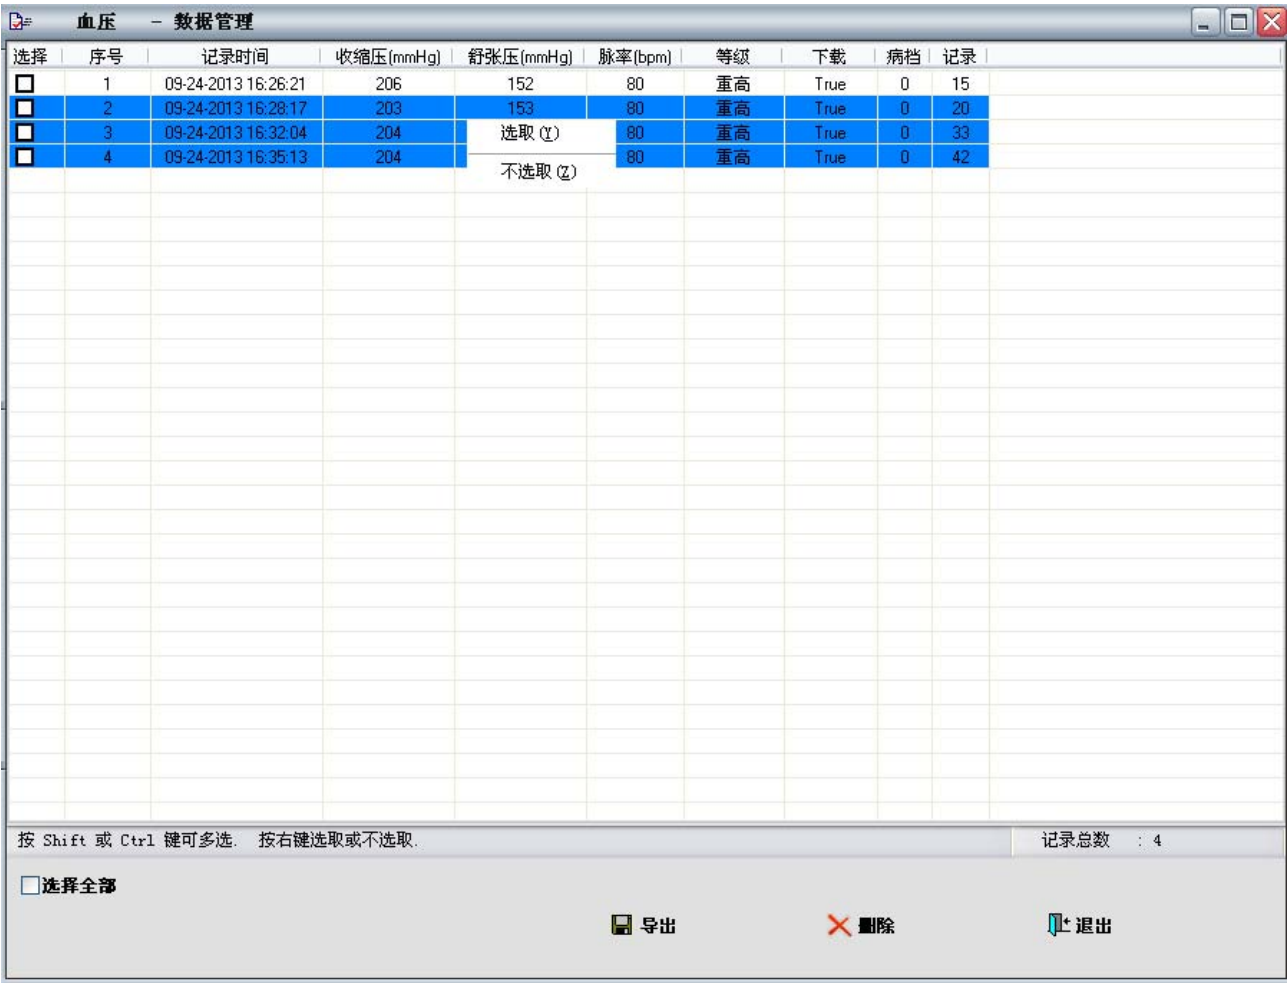 血压 - 数据管理
选择 序号 记录时间 收缩压(mmHg) 舒张压(mmHg) 脉率(bpm) 等级 下载 病档 记录
1 09-24-2013 16:26:21 206 152 80 重高 True 0 15
2 09-24-2013 16:28:17 203 153 80 重高 True 0 20
3 09-24-2013 16:32:04 204 选取(Y) 80 重高 True 0 33
4 09-24-2013 16:35:13 204 80 重高 True 0 42
不选取(Z)
按 Shift 或 Ctrl 键可多选. 按右键选取或不选取. 记录总数 : 4
选择全部
导出 删除 退出